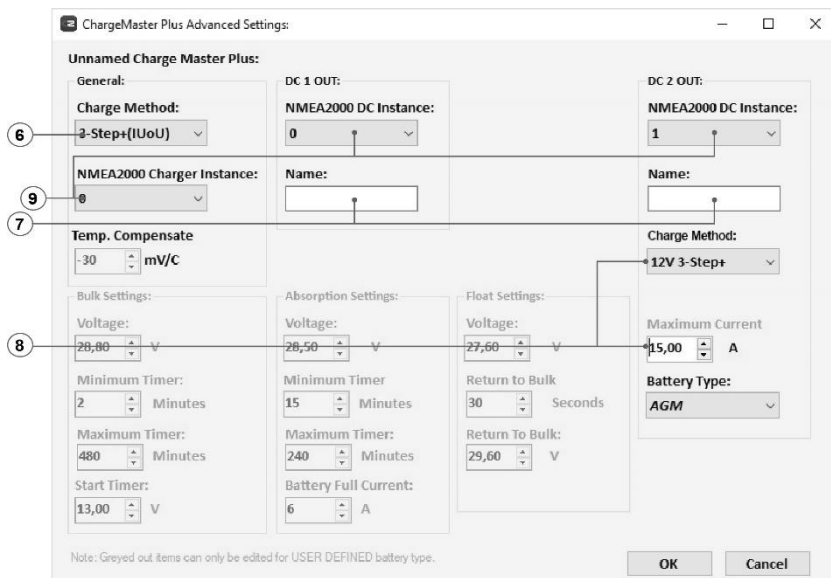 ChargeMaster Plus Advanced Settings:
Unnamed Charge Master Plus:
General:
Charge Method:
3-Step+(IUoU)
NMEA2000 Charger Instance:
0
Temp. Compensate
-30 mV/C
DC 1 OUT:
NMEA2000 DC Instance:
0
Name:
DC 2 OUT:
NMEA2000 DC Instance:
1
Name:
Charge Method:
12V 3-Step+
Maximum Current
15,00 A
Battery Type:
AGM
Bulk Settings:
Voltage:
28,80 V
Minimum Timer:
2 Minutes
Maximum Timer:
480 Minutes
Start Timer:
13,00 V
Absorption Settings:
Voltage:
28,50 V
Minimum Timer
15 Minutes
Maximum Timer:
240 Minutes
Battery Full Current:
6 A
Float Settings:
Voltage:
27,60 V
Return to Bulk
30 Seconds
Return To Bulk:
29,60 V
Note: Greyed out items can only be edited for USER DEFINED battery type.
OK
Cancel
6
9
7
8